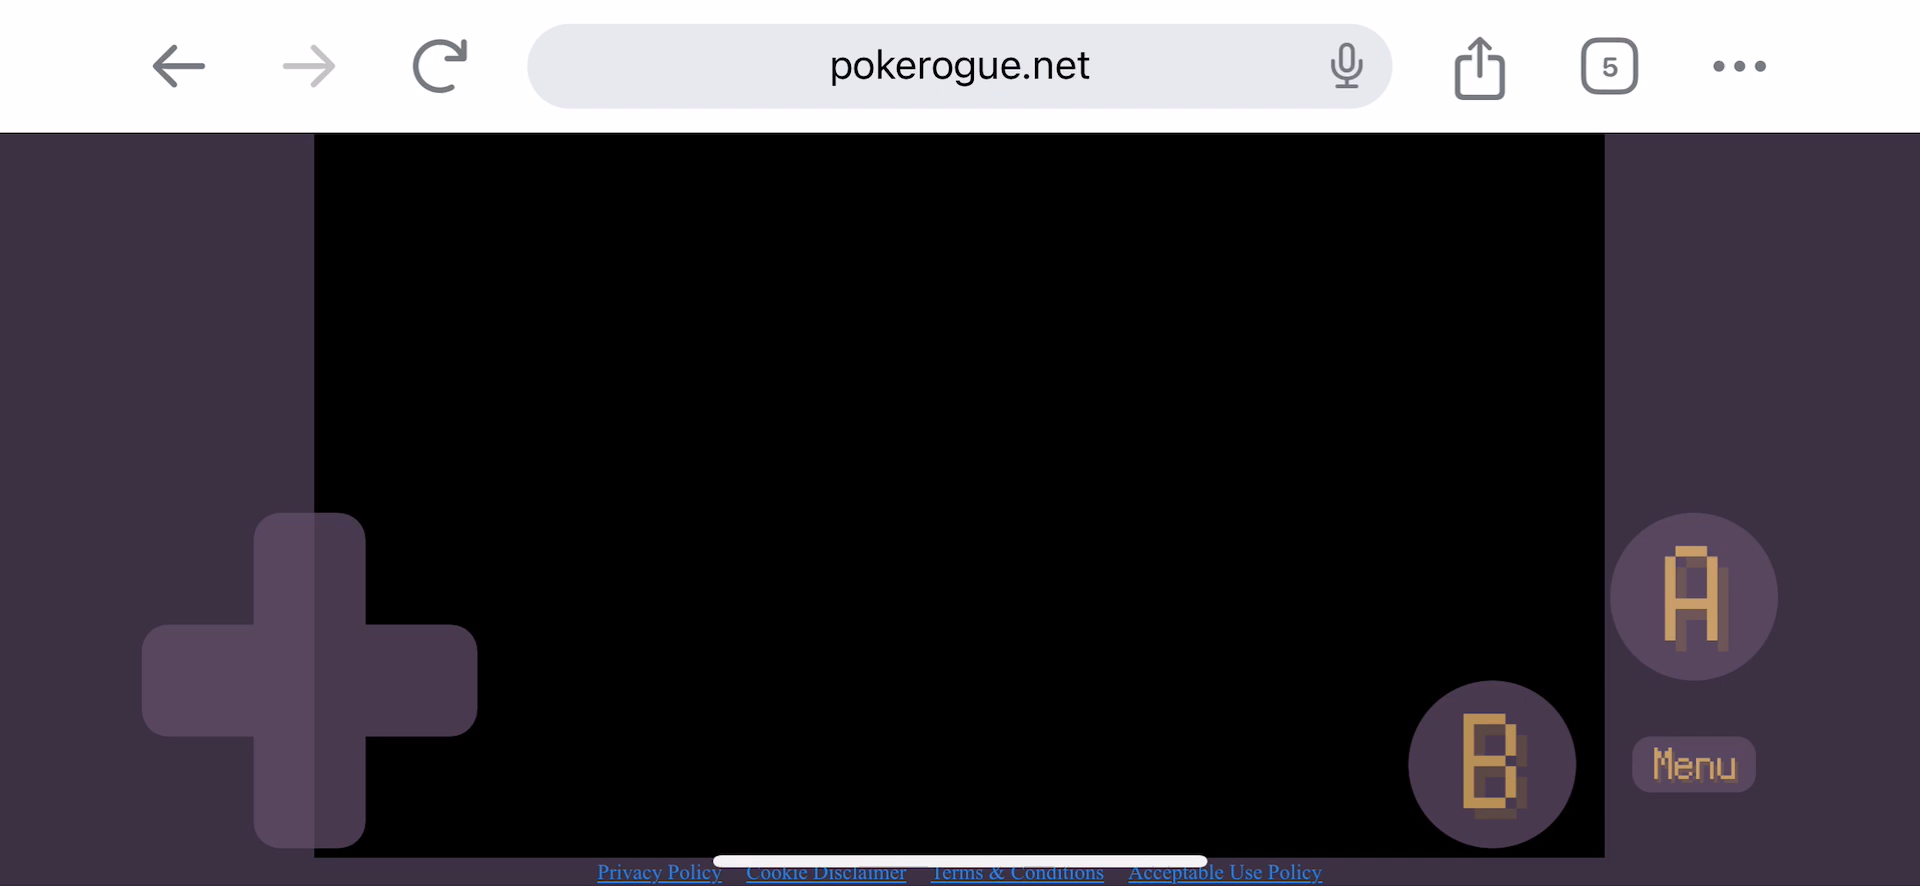 pokerogue.net
5
A
B
Menu
Privacy Policy Cookie Disclaimer Terms & Conditions Acceptable Use Policy